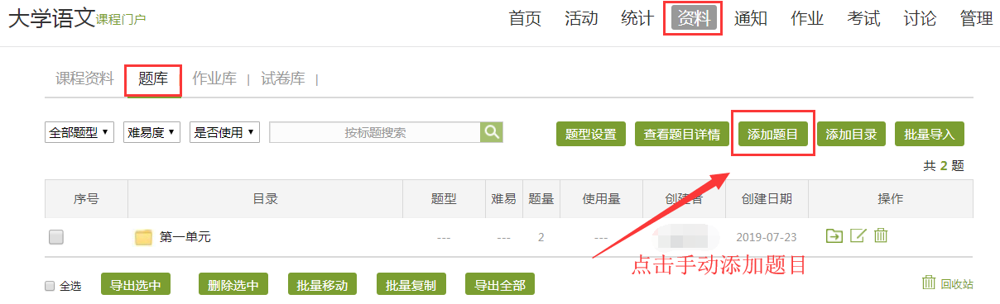 大学语文课程门户 首页 活动 统计 资料 通知 作业 考试 讨论 管理
课程资料 题库 | 作业库 | 试卷库 |
全部题型 难易度 是否使用 按标题搜索 题型设置 查看题目详情 添加题目 添加目录 批量导入
共 2 题
序号 目录 题型 难易 题量 使用量 创建者 创建日期 操作
第一单元 --- --- 2 --- 2019-07-23
点击手动添加题目
全选 导出选中 删除选中 批量移动 批量复制 导出全部 回收站